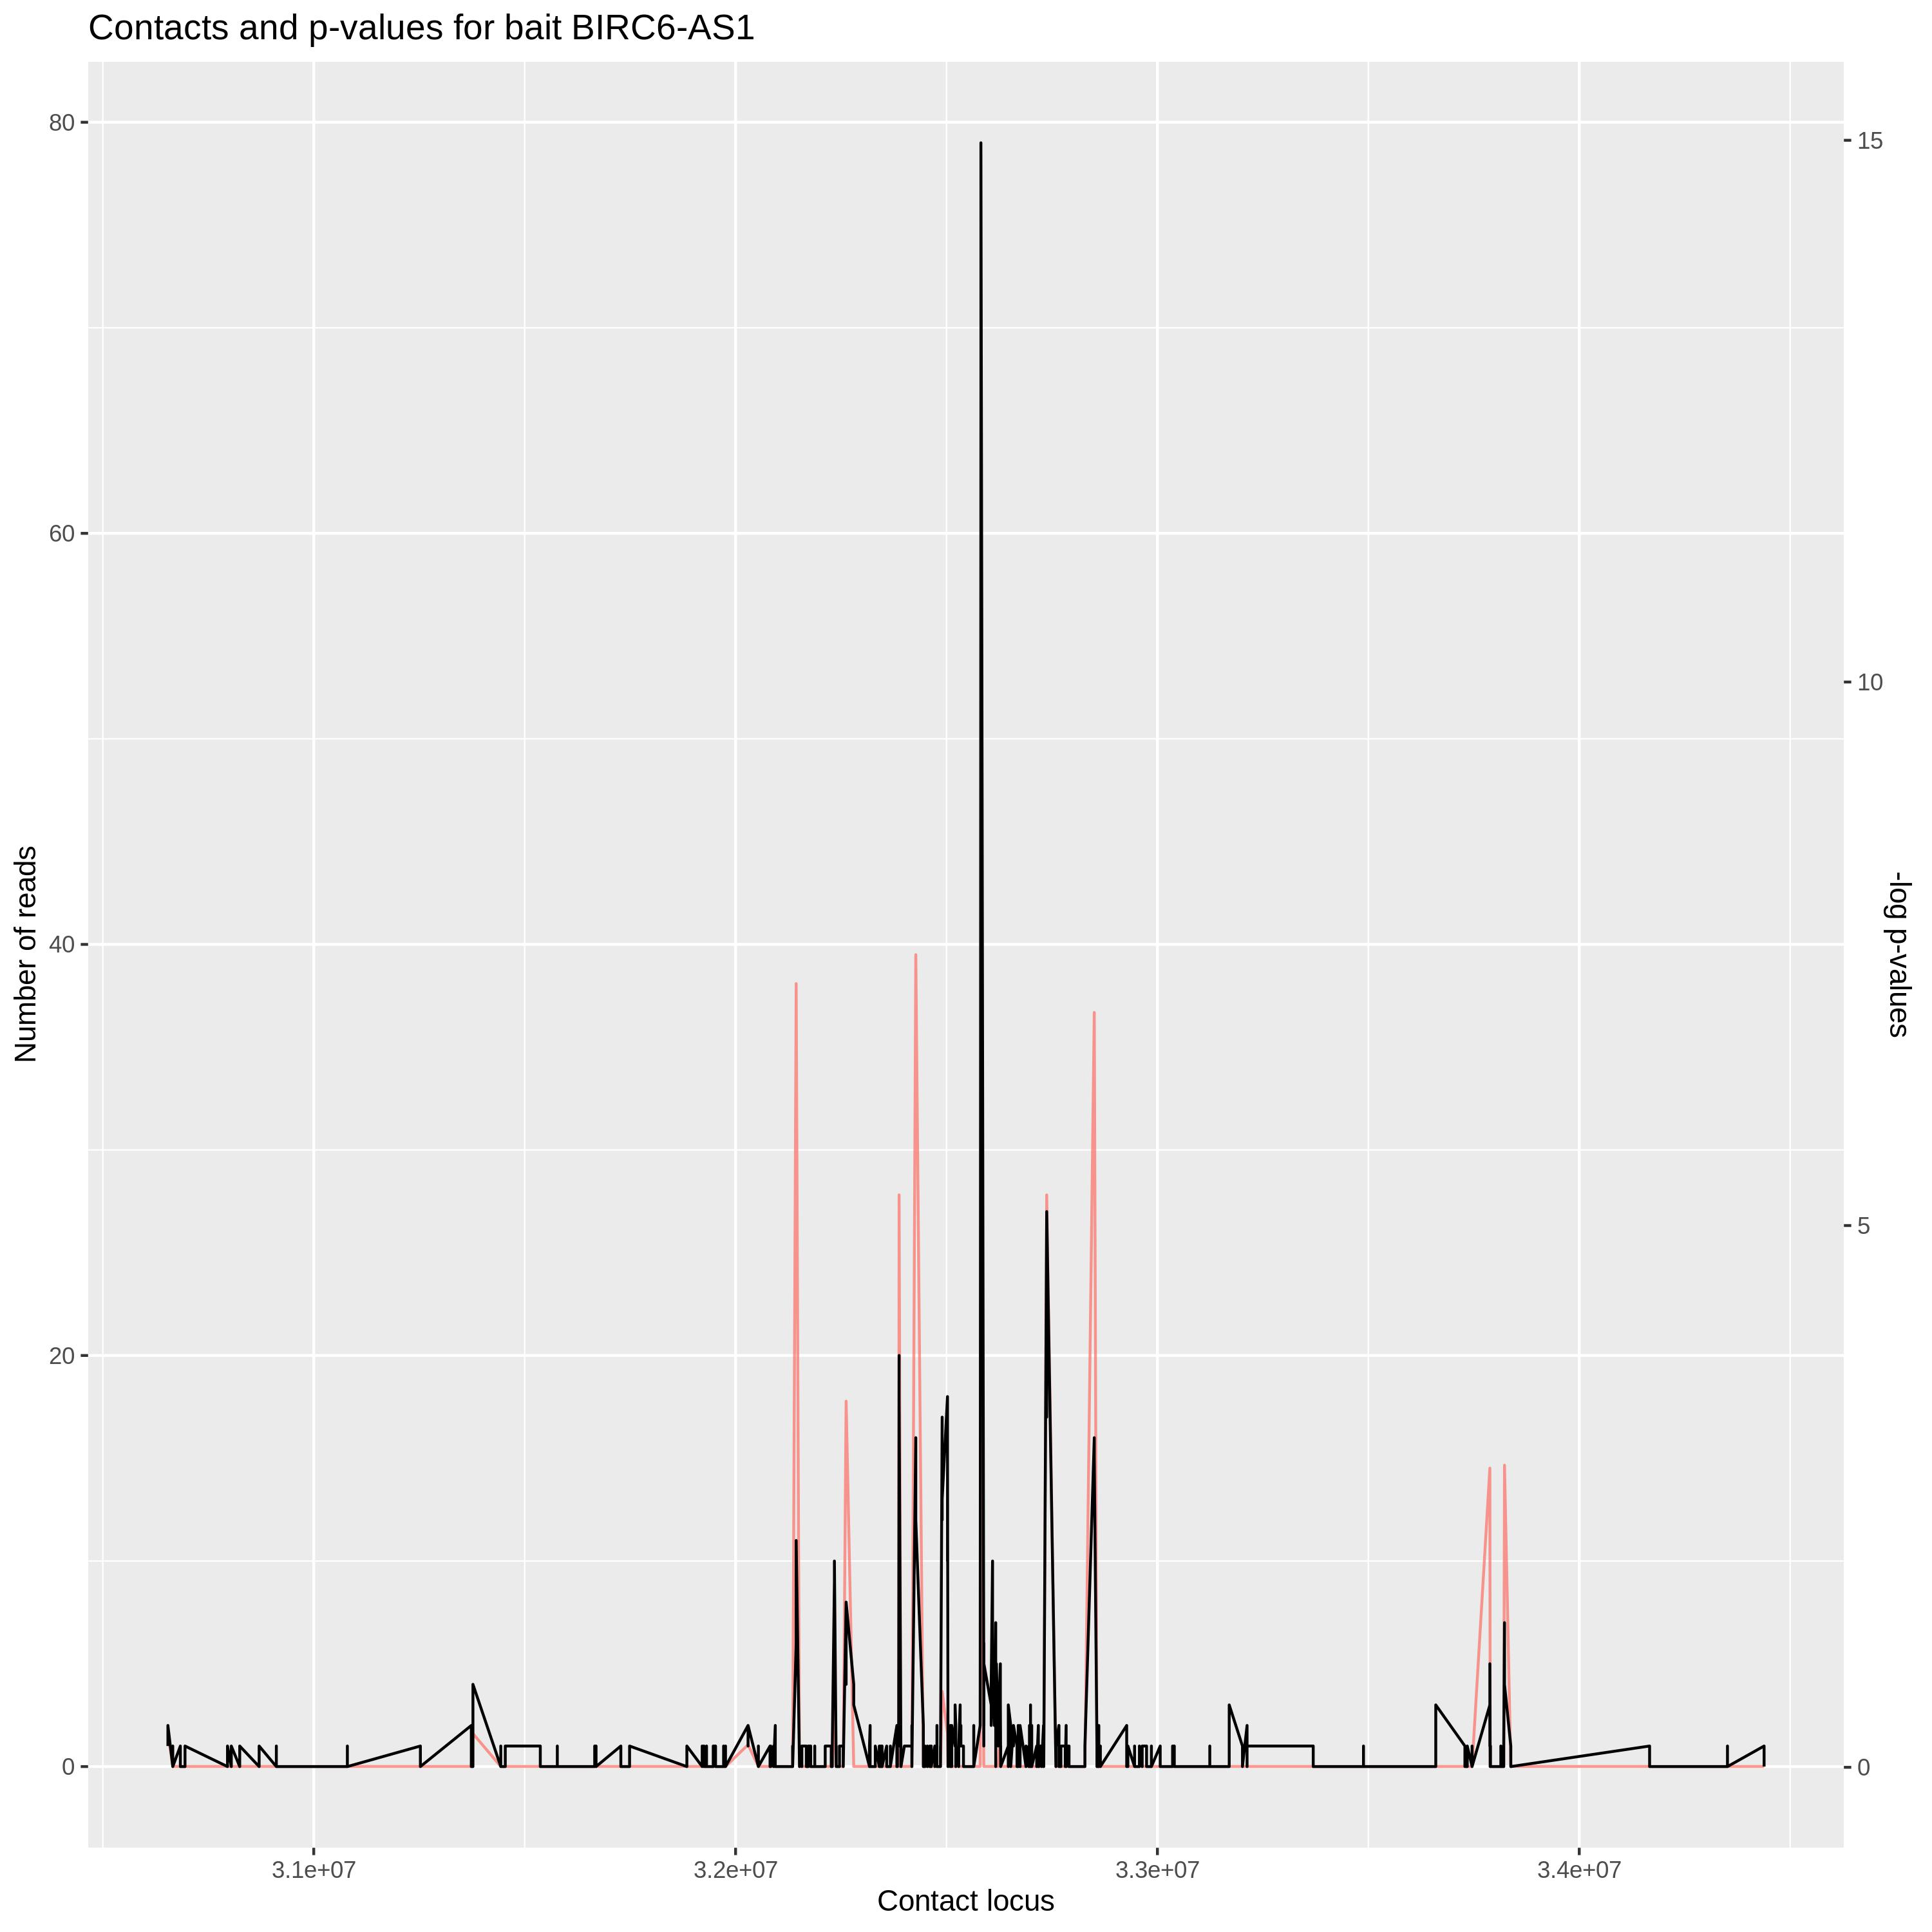 Contacts and p-values for bait BIRC6-AS1
80
60
40
20
0
Number of reads
15
10
5
0
-log p-values
3.1e+07
3.2e+07
3.3e+07
3.4e+07
Contact locus